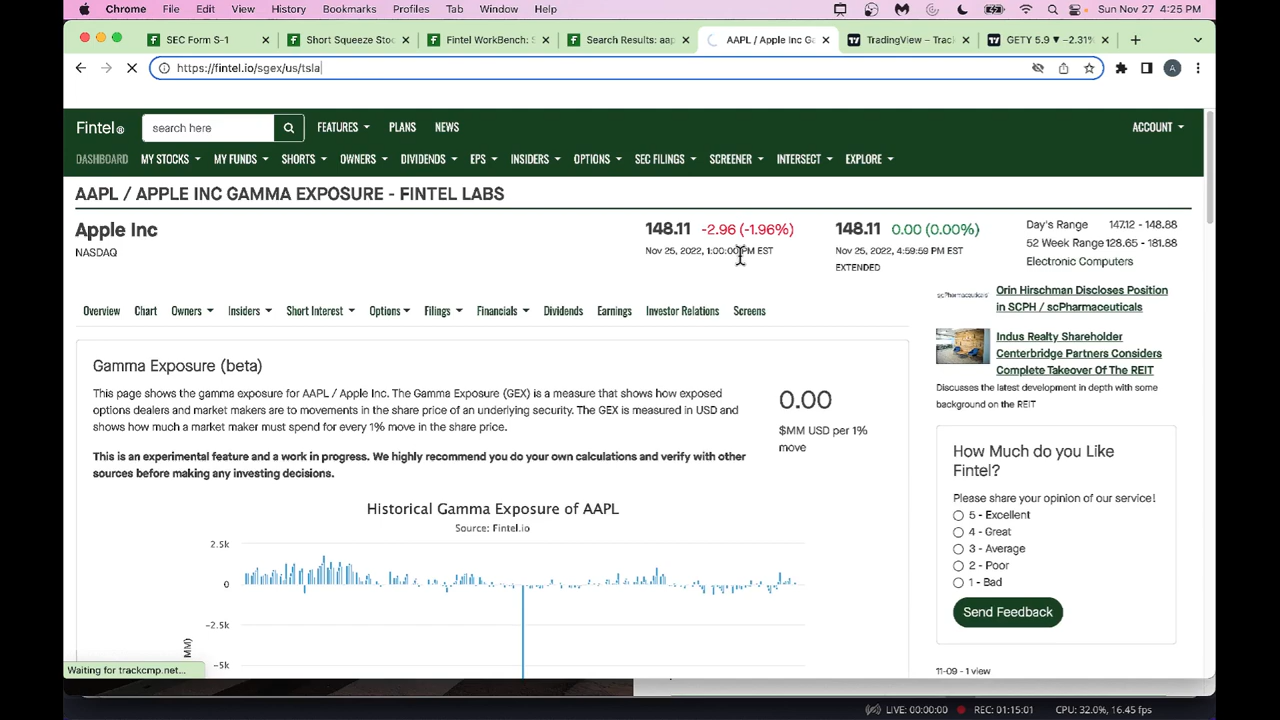 Chrome File Edit View History Bookmarks Profiles Tab Window Help Sun Nov 27 4:25 PM
SEC Form S-1 Short Squeeze Sto Fintel WorkBench: S Search Results: aap AAPL / Apple Inc Ga TradingView – Trac GETY 5.9 ▼ −2.31%
https://fintel.io/sgex/us/tsla
A
Fintel® search here FEATURES PLANS NEWS ACCOUNT
DASHBOARD MY STOCKS MY FUNDS SHORTS OWNERS DIVIDENDS EPS INSIDERS OPTIONS SEC FILINGS SCREENER INTERSECT EXPLORE
AAPL / APPLE INC GAMMA EXPOSURE - FINTEL LABS
Apple Inc
NASDAQ
148.11 -2.96 (-1.96%)
Nov 25, 2022, 1:00:00 PM EST
148.11 0.00 (0.00%)
Nov 25, 2022, 4:59:59 PM EST
EXTENDED
Day's Range 147.12 - 148.88
52 Week Range 128.65 - 181.88
Electronic Computers
Overview Chart Owners Insiders Short Interest Options Filings Financials Dividends Earnings Investor Relations Screens
Gamma Exposure (beta)
This page shows the gamma exposure for AAPL / Apple Inc. The Gamma Exposure (GEX) is a measure that shows how exposed
options dealers and market makers are to movements in the share price of an underlying security. The GEX is measured in USD and
shows how much a market maker must spend for every 1% move in the share price.
This is an experimental feature and a work in progress. We highly recommend you do your own calculations and verify with other
sources before making any investing decisions.
0.00
$MM USD per 1%
move
Historical Gamma Exposure of AAPL
Source: Fintel.io
2.5k
0
−2.5k
−5k
MM)
scPharmaceuticals
Orin Hirschman Discloses Position
in SCPH / scPharmaceuticals
Indus Realty Shareholder
Centerbridge Partners Considers
Complete Takeover Of The REIT
Discusses the latest development in depth with some
background on the REIT
How Much do you Like
Fintel?
Please share your opinion of our service!
5 - Excellent
4 - Great
3 - Average
2 - Poor
1 - Bad
Send Feedback
11-09 - 1 view
Waiting for trackcmp.net...
LIVE: 00:00:00 REC: 01:15:01 CPU: 32.0%, 16.45 fps